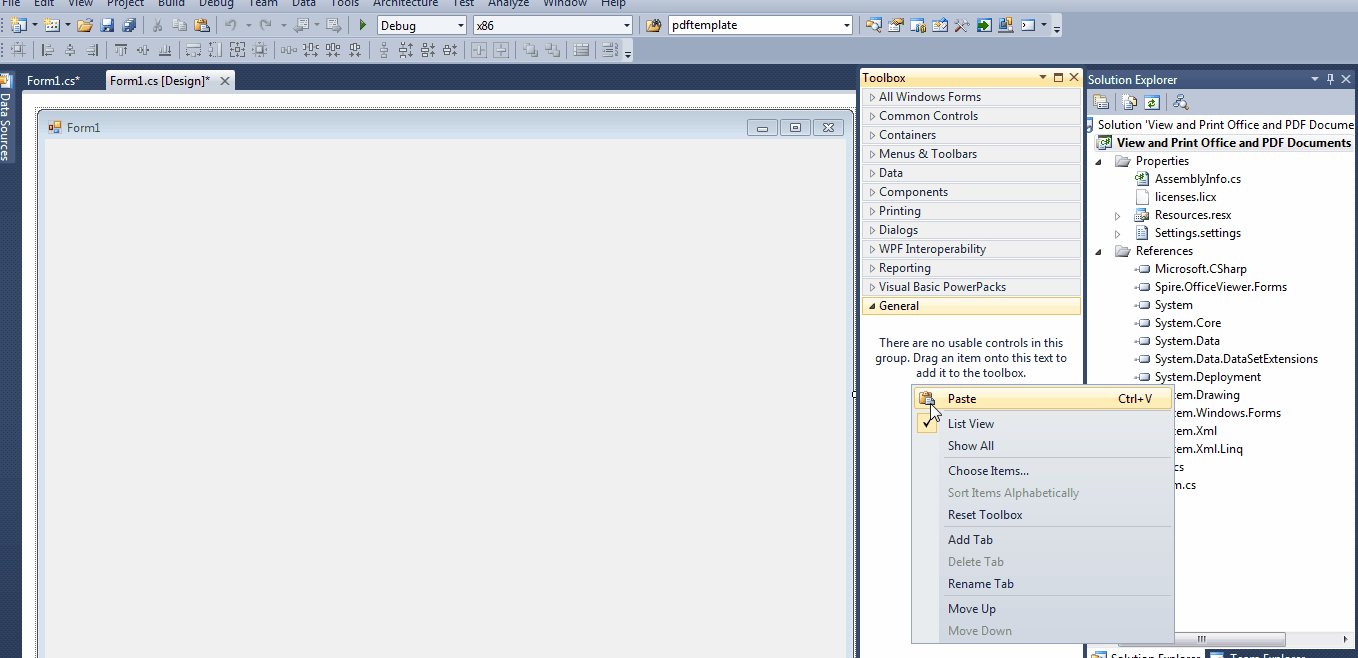 File Edit View Project Build Debug Team Data Tools Architecture Test Analyze Window Help
Debug x86 pdftemplate
Form1.cs* Form1.cs [Design]*
Data Sources
Form1
Toolbox
All Windows Forms
Common Controls
Containers
Menus & Toolbars
Data
Components
Printing
Dialogs
WPF Interoperability
Reporting
Visual Basic PowerPacks
General
There are no usable controls in this
group. Drag an item onto this text to
add it to the toolbox.
Paste Ctrl+V
List View
Show All
Choose Items...
Sort Items Alphabetically
Reset Toolbox
Add Tab
Delete Tab
Rename Tab
Move Up
Move Down
Solution Explorer
Solution 'View and Print Office and PDF Docume
View and Print Office and PDF Documents
Properties
AssemblyInfo.cs
licenses.licx
Resources.resx
Settings.settings
References
Microsoft.CSharp
Spire.OfficeViewer.Forms
System
System.Core
System.Data
System.Data.DataSetExtensions
System.Deployment
tem.Drawing
tem.Windows.Forms
tem.Xml
tem.Xml.Linq
cs
m.cs
Solution Explorer Team Explorer